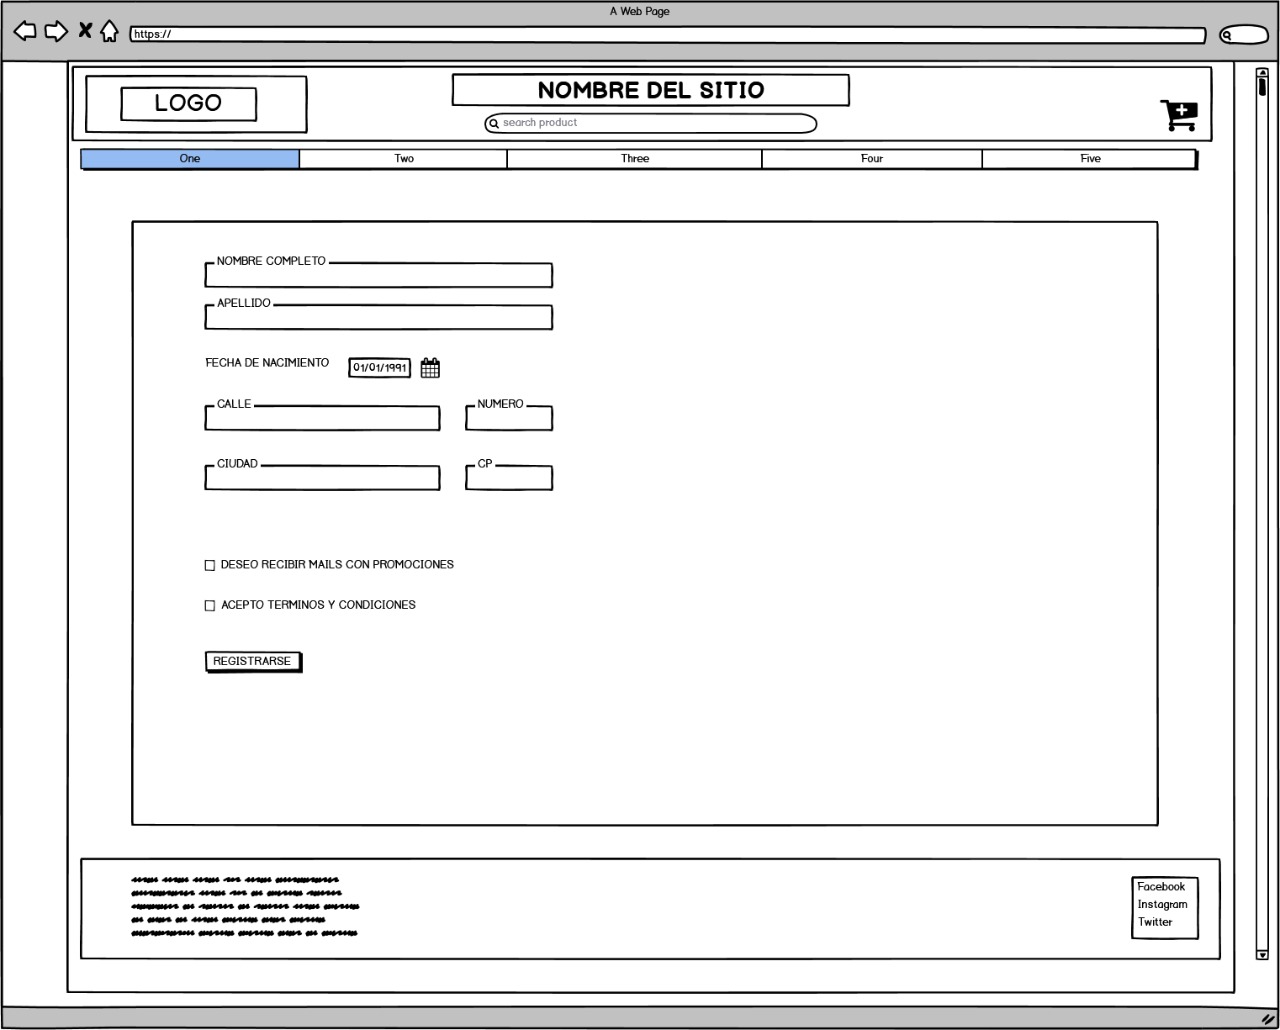 A Web Page
https://
LOGO
NOMBRE DEL SITIO
search product
One Two Three Four Five
NOMBRE COMPLETO
APELLIDO
FECHA DE NACIMIENTO 01/01/1991
CALLE NUMERO
CIUDAD CP
DESEO RECIBIR MAILS CON PROMOCIONES
ACEPTO TERMINOS Y CONDICIONES
REGISTRARSE
Facebook
Instagram
Twitter